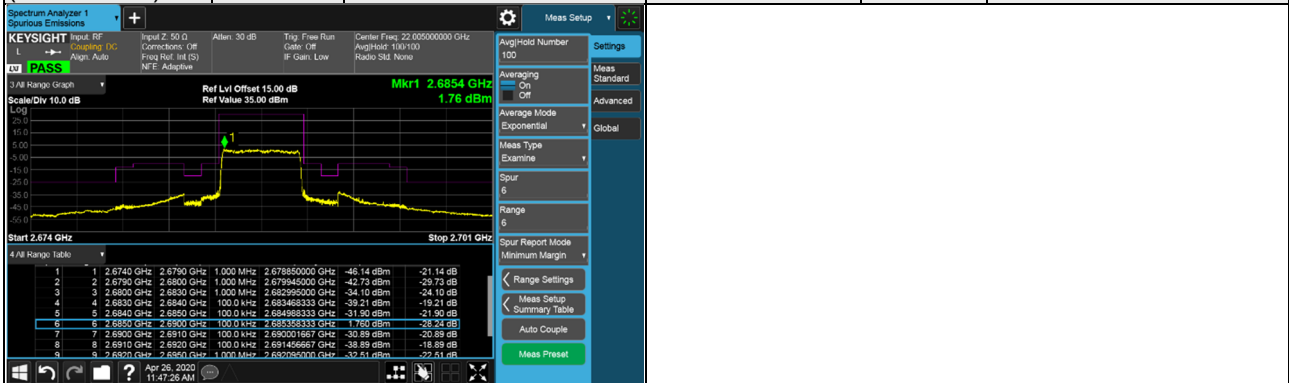 Spectrum Analyzer 1
Spurious Emissions
Meas Setup
KEYSIGHT
L
LXI
PASS
Input: RF
Coupling: DC
Align: Auto
Input Z: 50 Ω
Corrections: Off
Freq Ref: Int (S)
NFE: Adaptive
Atten: 30 dB
Trig: Free Run
Gate: Off
IF Gain: Low
Center Freq: 22.005000000 GHz
Avg|Hold: 100/100
Radio Std: None
3 All Range Graph
Scale/Div 10.0 dB
Ref Lvl Offset 15.00 dB
Ref Value 35.00 dBm
Mkr1 2.6854 GHz
1.76 dBm
Log
25.0
15.0
5.00
-5.00
-15.0
-25.0
-35.0
-45.0
-55.0
1
Start 2.674 GHz
Stop 2.701 GHz
4 All Range Table
1 1 2.6740 GHz 2.6790 GHz 1.000 MHz 2.678850000 GHz -46.14 dBm -21.14 dB
2 2 2.6790 GHz 2.6800 GHz 1.000 MHz 2.679945000 GHz -42.73 dBm -29.73 dB
3 3 2.6800 GHz 2.6830 GHz 1.000 MHz 2.682995000 GHz -34.10 dBm -24.10 dB
4 4 2.6830 GHz 2.6840 GHz 100.0 kHz 2.683468333 GHz -39.21 dBm -19.21 dB
5 5 2.6840 GHz 2.6850 GHz 100.0 kHz 2.684988333 GHz -31.90 dBm -21.90 dB
6 6 2.6850 GHz 2.6900 GHz 100.0 kHz 2.685358333 GHz 1.760 dBm -28.24 dB
7 7 2.6900 GHz 2.6910 GHz 100.0 kHz 2.690001667 GHz -30.89 dBm -20.89 dB
8 8 2.6910 GHz 2.6920 GHz 100.0 kHz 2.691456667 GHz -38.89 dBm -18.89 dB
9 9 2.6920 GHz 2.6950 GHz 1.000 MHz 2.692095000 GHz -32.51 dBm -22.51 dB
Avg|Hold Number
100
Averaging
On
Off
Average Mode
Exponential
Meas Type
Examine
Spur
6
Range
6
Spur Report Mode
Minimum Margin
Range Settings
Meas Setup
Summary Table
Auto Couple
Meas Preset
Settings
Meas
Standard
Advanced
Global
Apr 26, 2020
11:47:26 AM